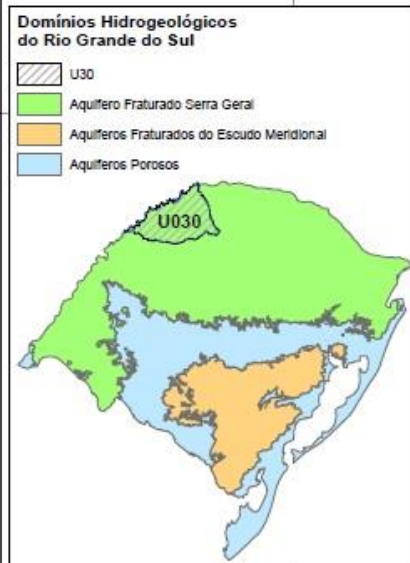 Domínios Hidrogeológicos
do Rio Grande do Sul
U30
Aquífero Fraturado Serra Geral
Aquíferos Fraturados do Escudo Meridional
Aquíferos Porosos
U030